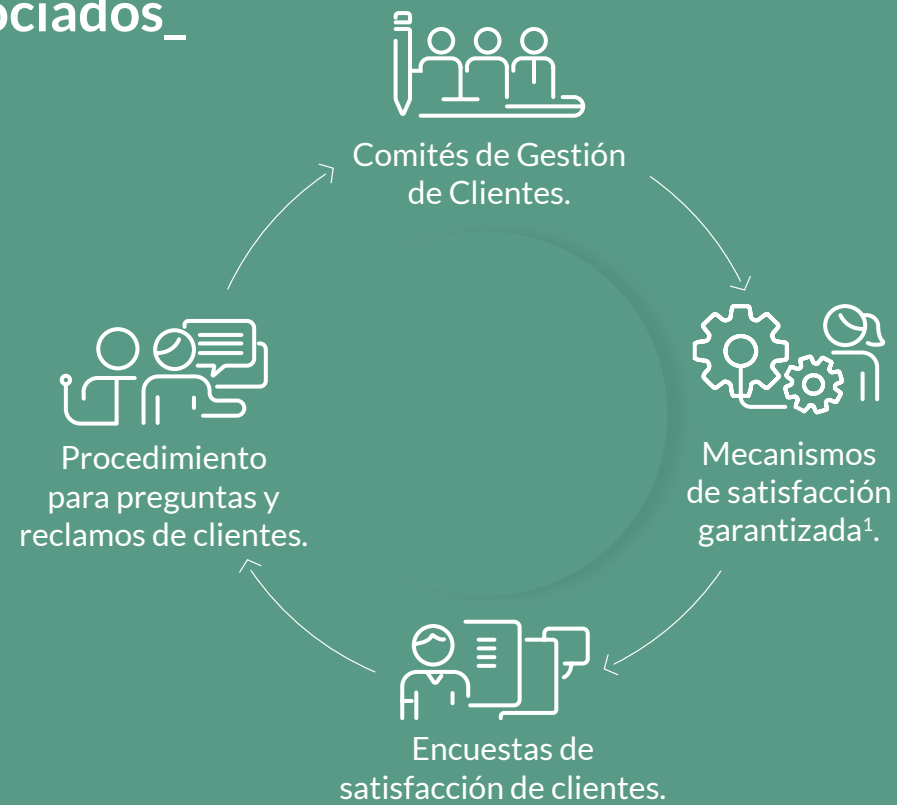 ociados_
Comités de Gestión
de Clientes.
Mecanismos
de satisfacción
garantizada¹.
Encuestas de
satisfacción de clientes.
Procedimiento
para preguntas y
reclamos de clientes.